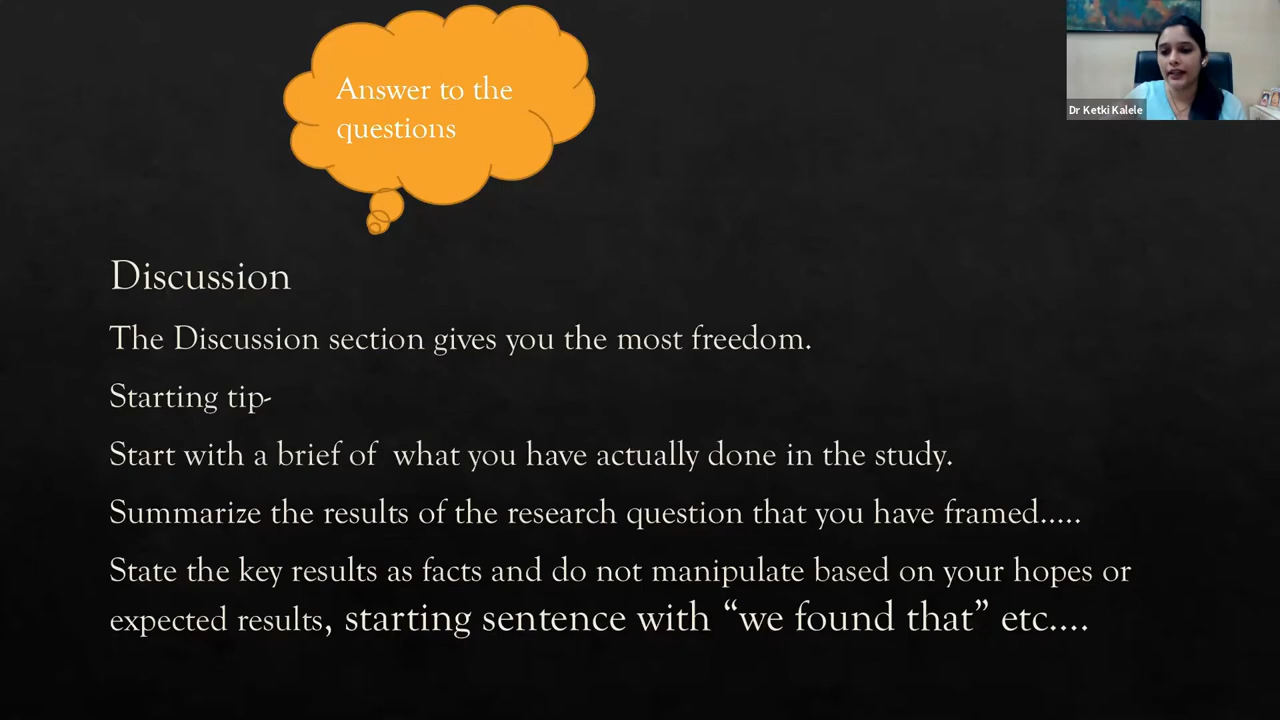 Answer to the
questions
Dr Ketki Kalele
Discussion
The Discussion section gives you the most freedom.
Starting tip-
Start with a brief of  what you have actually done in the study.
Summarize the results of the research question that you have framed.....
State the key results as facts and do not manipulate based on your hopes or
expected results, starting sentence with “we found that” etc....